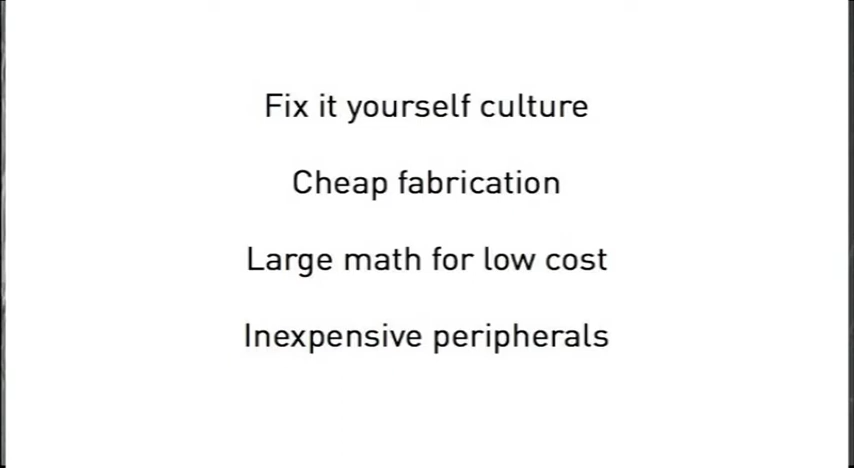 Fix it yourself culture
Cheap fabrication
Large math for low cost
Inexpensive peripherals